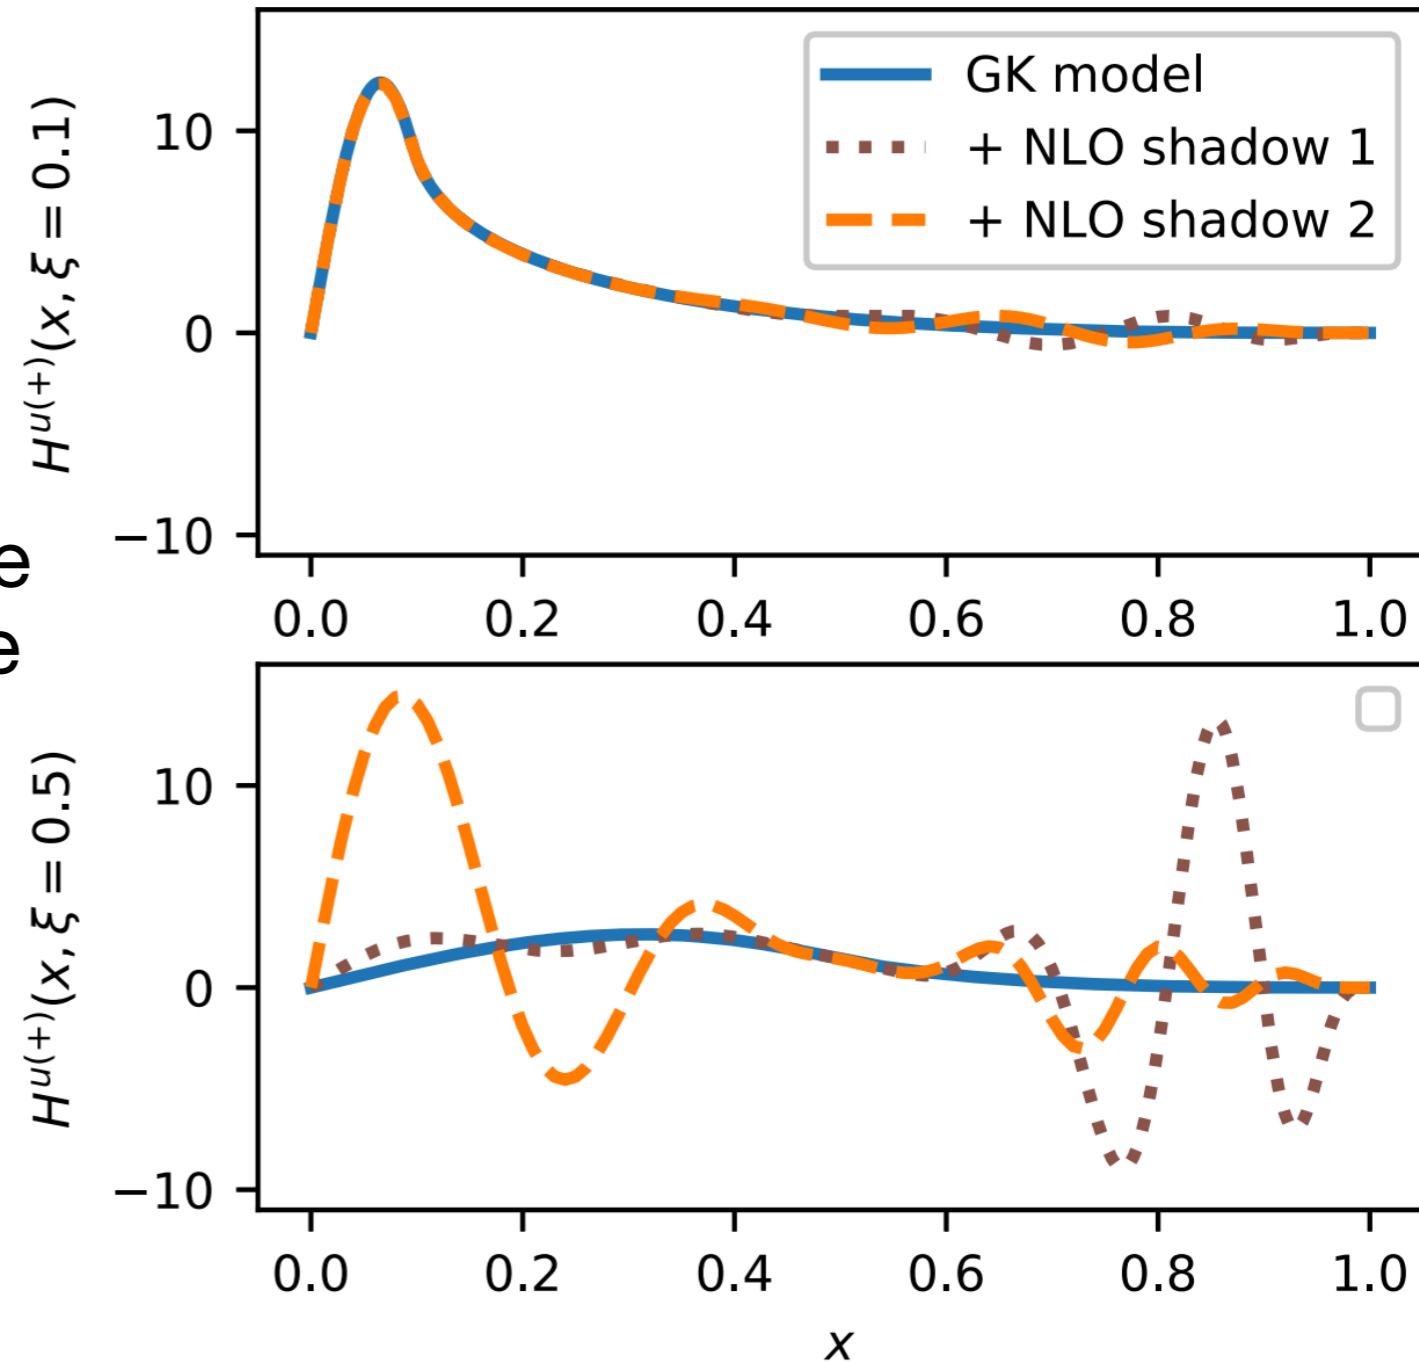 H^{u(+)}(x, ξ = 0.1)
10
0
−10
GK model
+ NLO shadow 1
+ NLO shadow 2
0.0 0.2 0.4 0.6 0.8 1.0
e
e
H^{u(+)}(x, ξ = 0.5)
10
0
−10
0.0 0.2 0.4 0.6 0.8 1.0
x